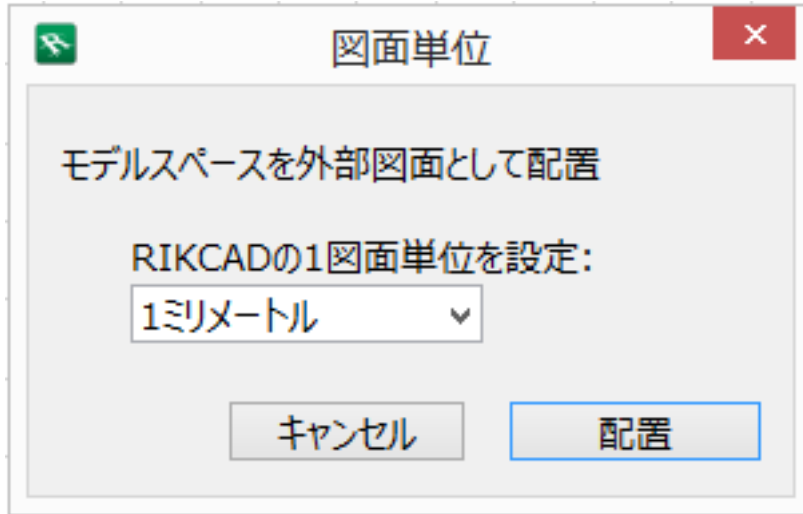 図面単位
モデルスペースを外部図面として配置
RIKCADの1図面単位を設定:
1ミリメートル
キャンセル
配置